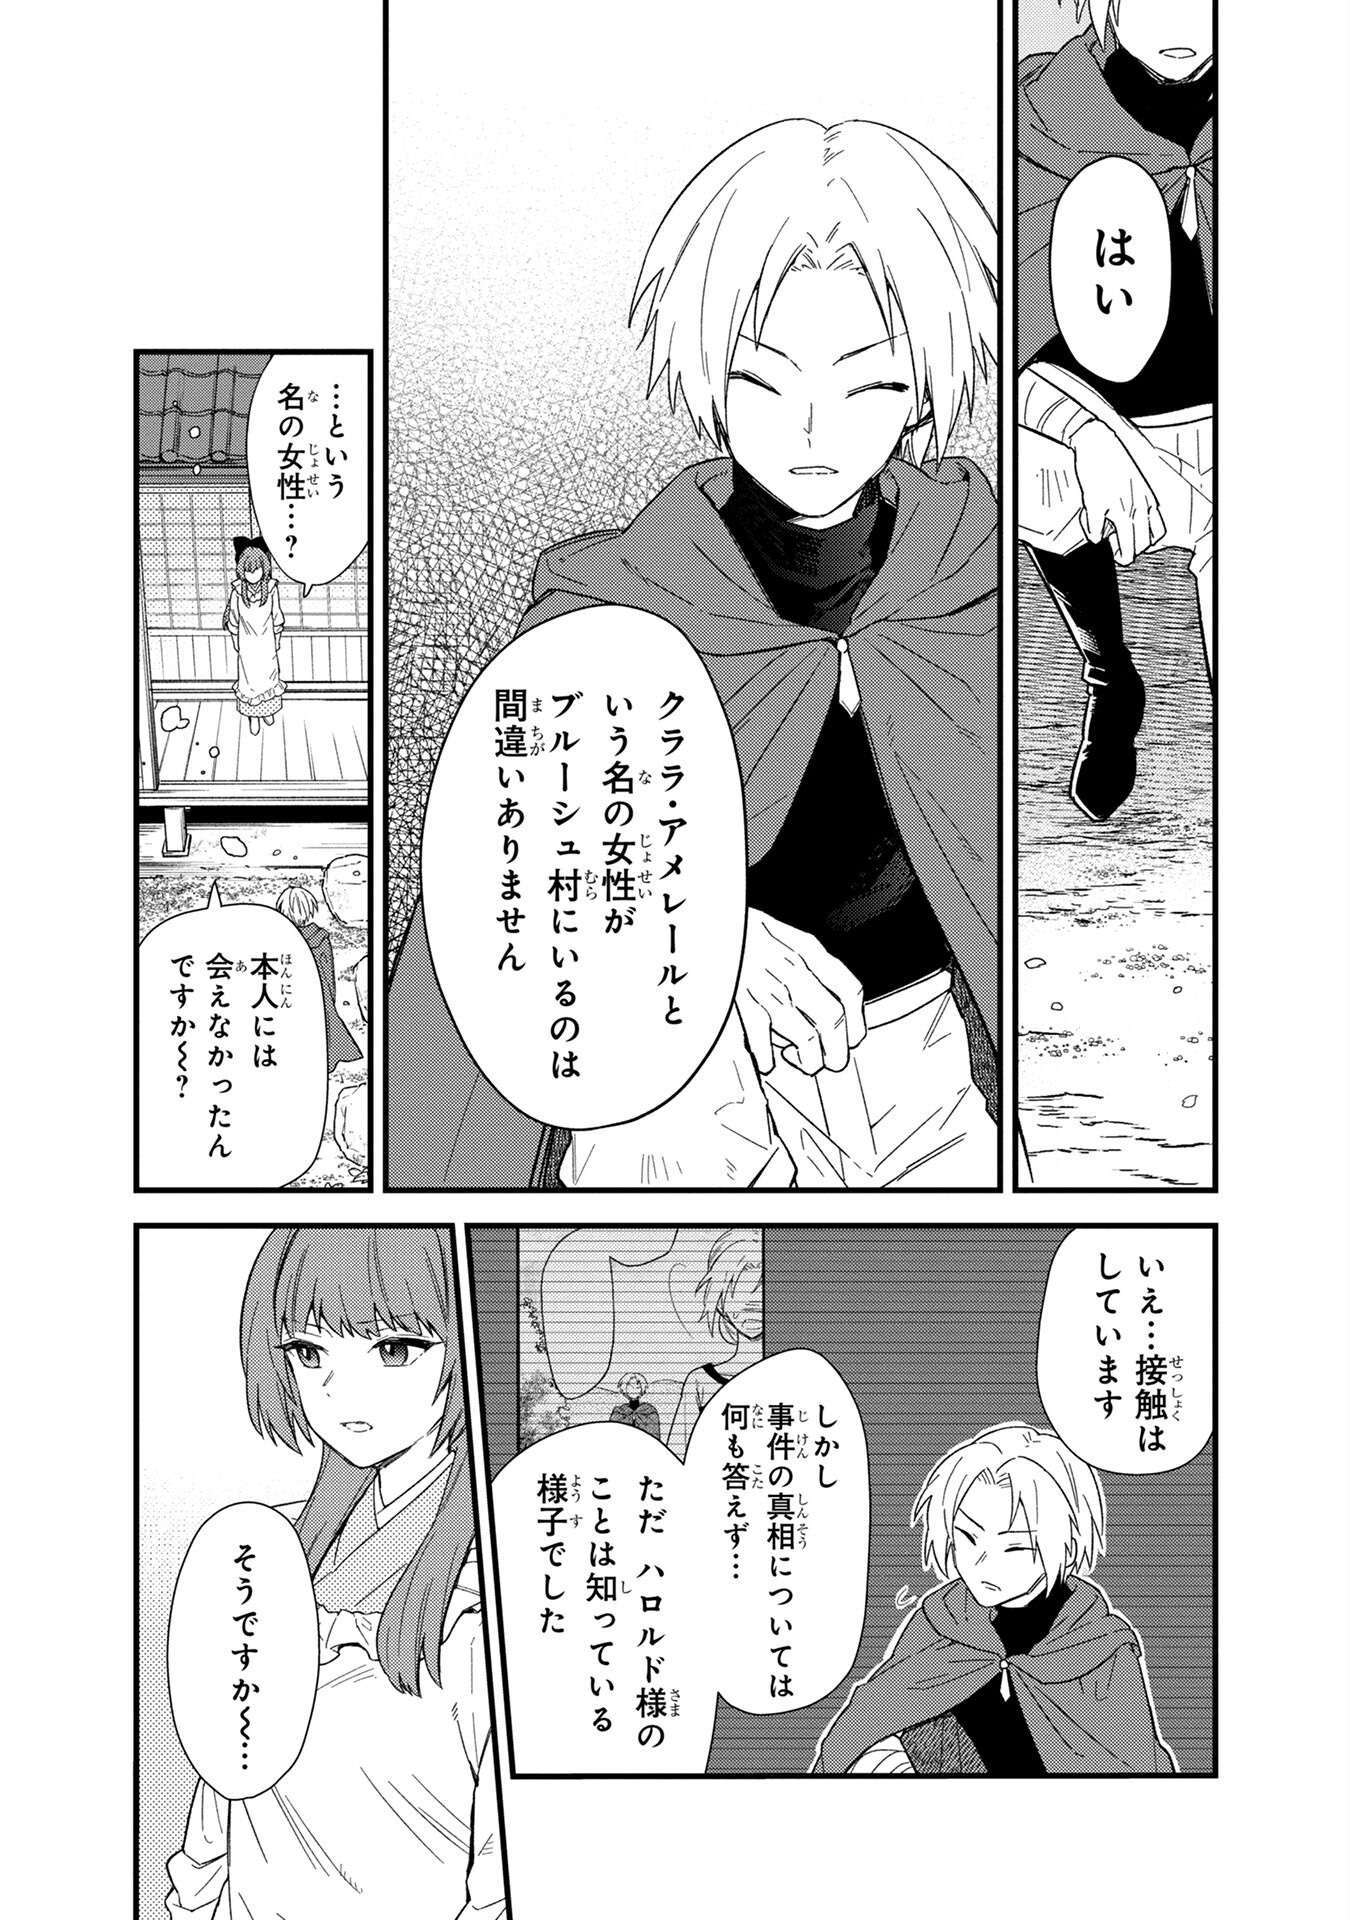 はい
クララ・アメレールと
いう名の女性が
ブルーシュ村にいるのは
間違いありません
…という
名の女性…?
本人には
会えなかったん
ですか〜?
いえ…接触は
しています
しかし
事件の真相については
何も答えず…
ただ ハロルド様の
ことは知っている
様子でした
そうですか〜…